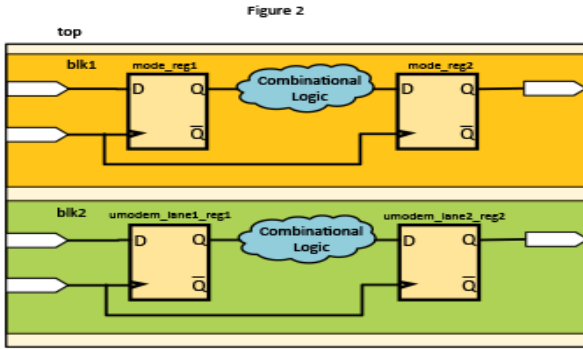 Figure 2
top
blk1
mode_reg1
mode_reg2
D
Q
Q̅
Combinational
Logic
D
Q
Q̅
blk2
umodem_lane1_reg1
umodem_lane2_reg2
D
Q
Q̅
Combinational
Logic
D
Q
Q̅